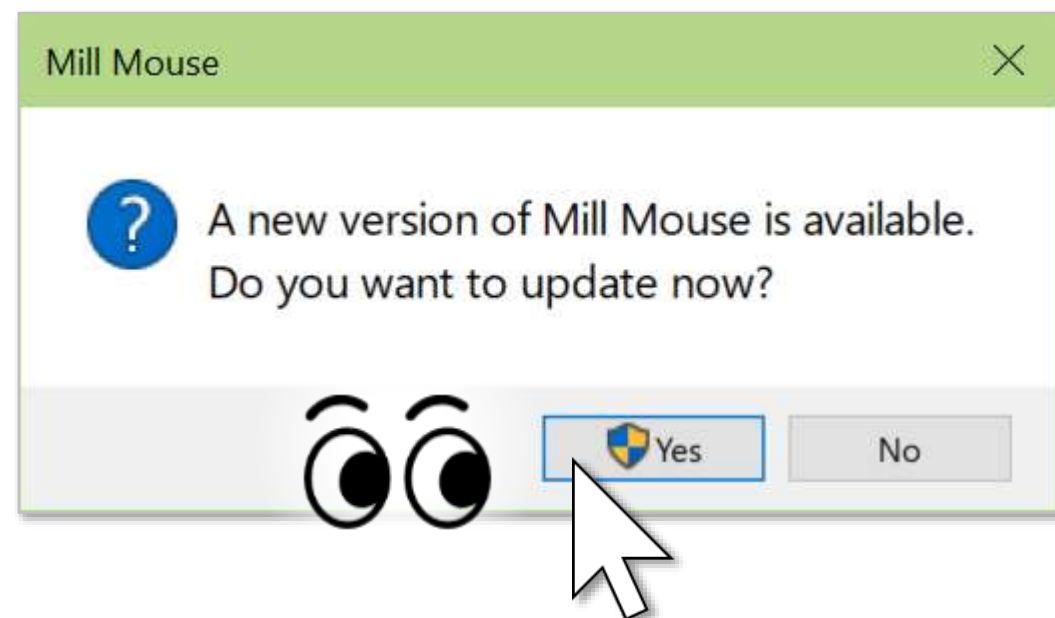 Mill Mouse
A new version of Mill Mouse is available.
Do you want to update now?
Yes
No